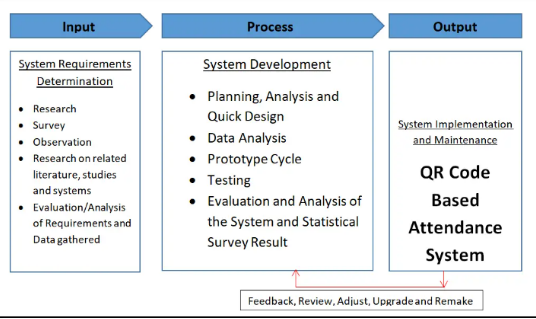 Input
Process
Output
System Requirements
Determination
• Research
• Survey
• Observation
• Research on related
literature, studies
and systems
• Evaluation/Analysis
of Requirements and
Data gathered
System Development
• Planning, Analysis and
Quick Design
• Data Analysis
• Prototype Cycle
• Testing
• Evaluation and Analysis of
the System and Statistical
Survey Result
System Implementation
and Maintenance
QR Code
Based
Attendance
System
Feedback, Review, Adjust, Upgrade and Remake